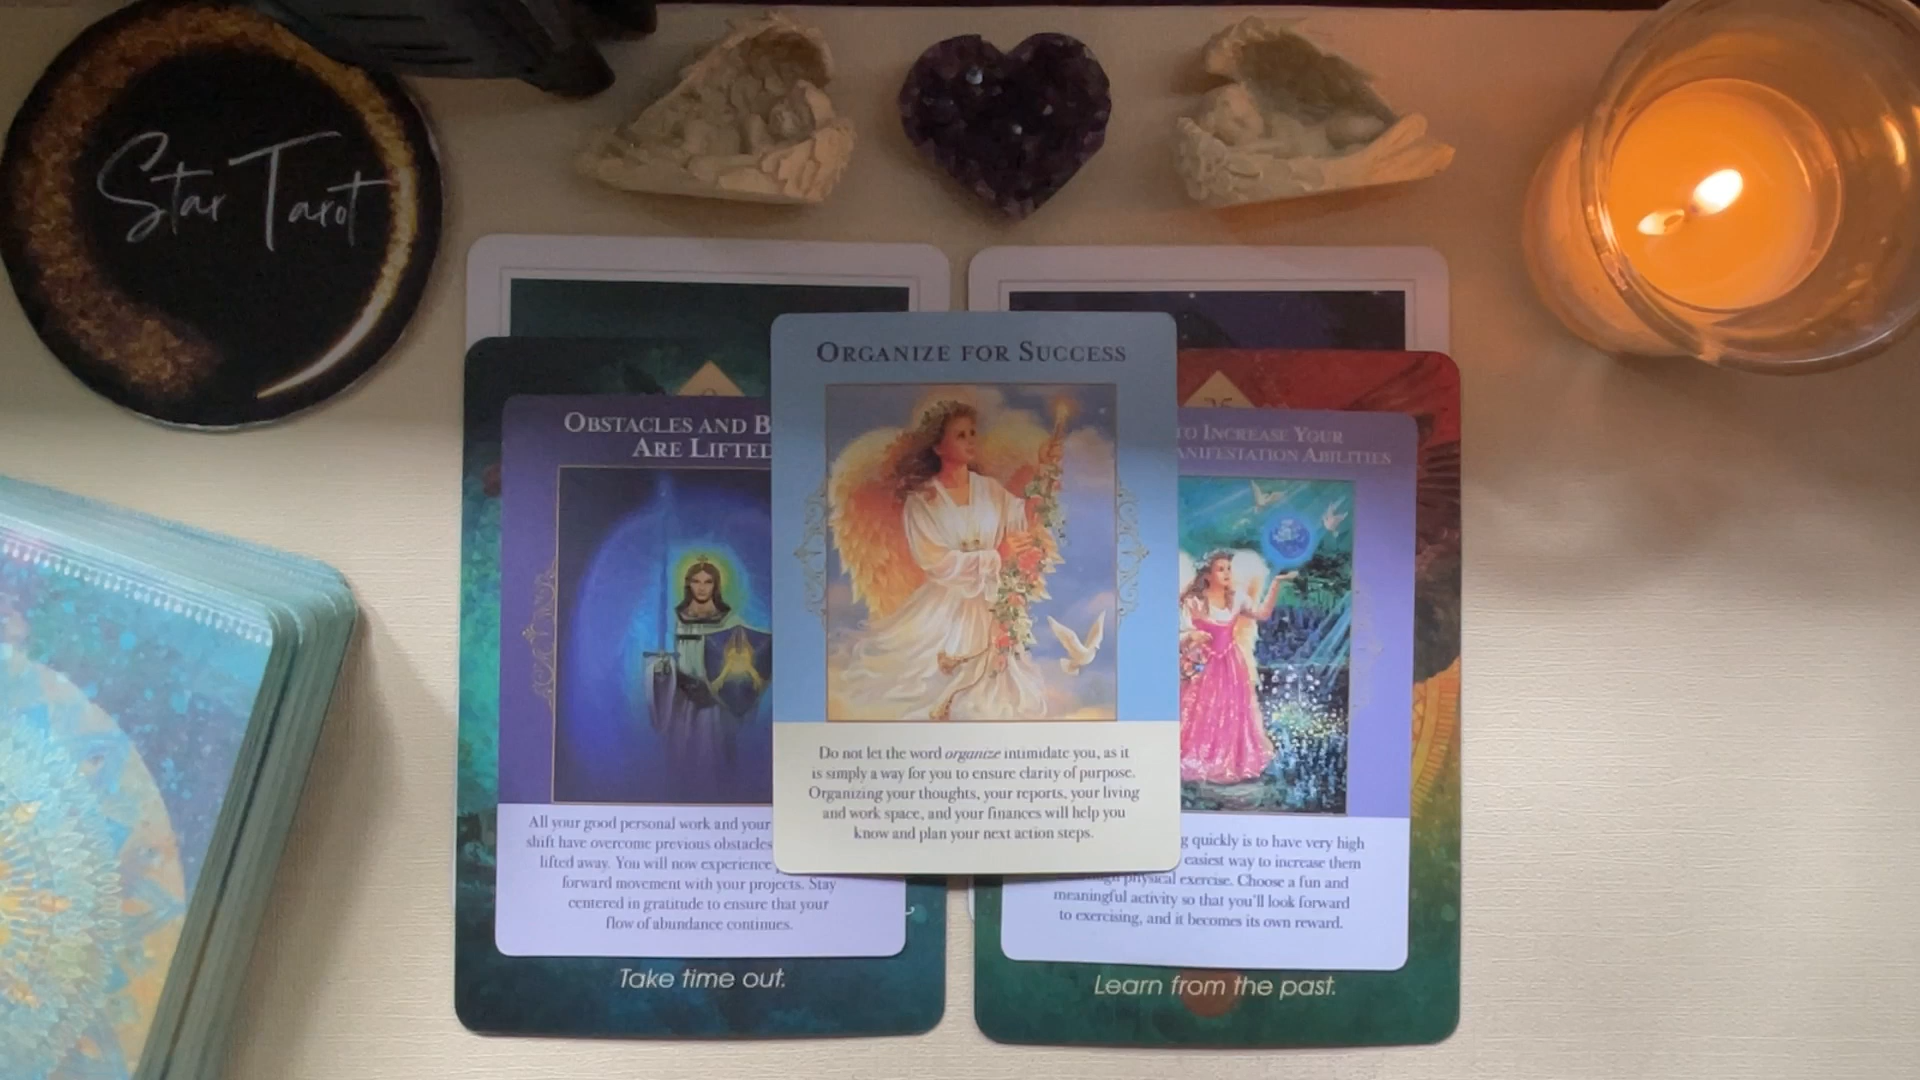 Star Tarot
ORGANIZE FOR SUCCESS
Do not let the word organize intimidate you, as it
is simply a way for you to ensure clarity of purpose.
Organizing your thoughts, your reports, your living
and work space, and your finances will help you
know and plan your next action steps.
OBSTACLES AND
ARE LIFTED
All your good personal work and your
shift have overcome previous obstacles
lifted away. You will now experience
forward movement with your projects. Stay
centered in gratitude to ensure that your
flow of abundance continues.
Take time out.
TO INCREASE YOUR
MANIFESTATION ABILITIES
quickly is to have very high
easiest way to increase them
physical exercise. Choose a fun and
meaningful activity so that you'll look forward
to exercising, and it becomes its own reward.
Learn from the past.